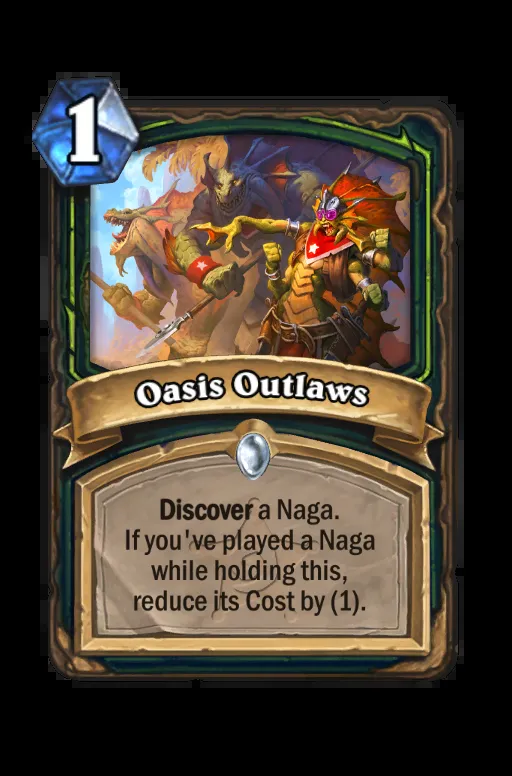 1
Oasis Outlaws
Discover a Naga.
If you've played a Naga
while holding this,
reduce its Cost by (1).